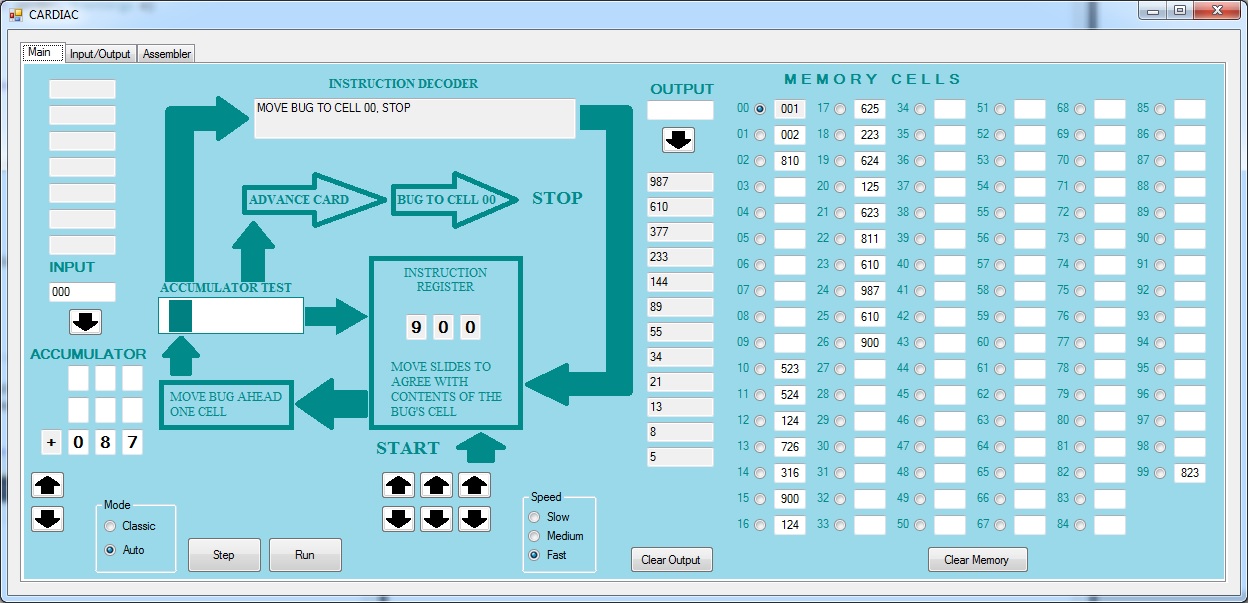 CARDIAC
Main Input/Output Assembler
INSTRUCTION DECODER
MOVE BUG TO CELL 00, STOP
ADVANCE CARD
BUG TO CELL 00
STOP
INPUT
000
ACCUMULATOR TEST
INSTRUCTION
REGISTER
9 0 0
MOVE SLIDES TO
AGREE WITH
CONTENTS OF THE
BUG'S CELL
ACCUMULATOR
MOVE BUG AHEAD
ONE CELL
+ 0 8 7
START
Mode
Classic
Auto
Step
Run
Speed
Slow
Medium
Fast
OUTPUT
987
610
377
233
144
89
55
34
21
13
8
5
Clear Output
MEMORY CELLS
00 001 17 625 34 51 68 85
01 002 18 223 35 52 69 86
02 810 19 624 36 53 70 87
03 20 125 37 54 71 88
04 21 623 38 55 72 89
05 22 811 39 56 73 90
06 23 610 40 57 74 91
07 24 987 41 58 75 92
08 25 610 42 59 76 93
09 26 900 43 60 77 94
10 523 27 44 61 78 95
11 524 28 45 62 79 96
12 124 29 46 63 80 97
13 726 30 47 64 81 98
14 316 31 48 65 82 99 823
15 900 32 49 66 83
16 124 33 50 67 84
Clear Memory